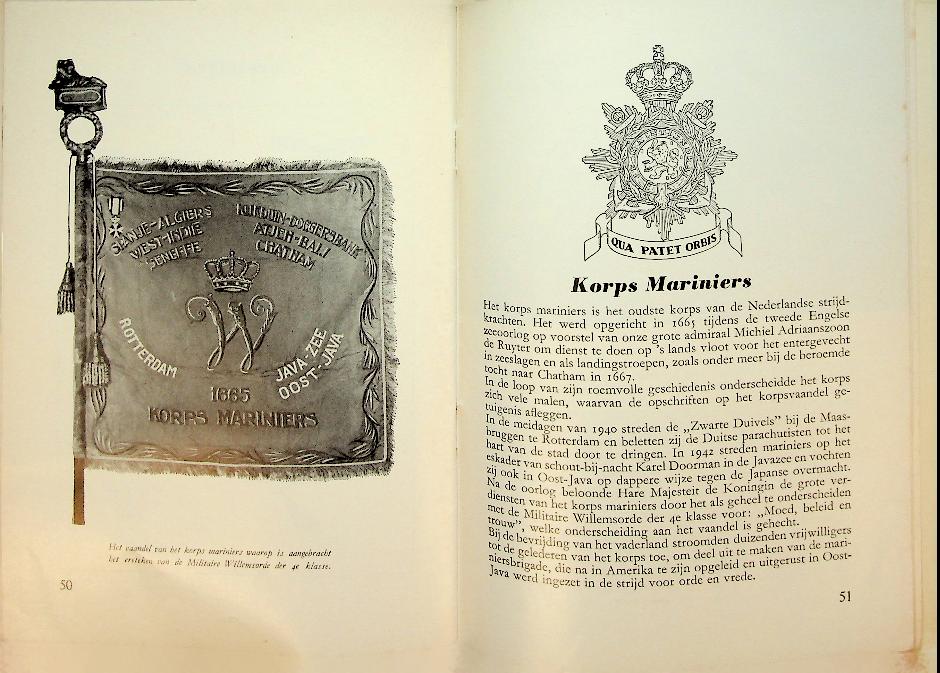 SPANJE-ALGIERS
WEST-INDIË
SENEFFE
KIJKDUIN-DOGGERSBANK
ATJEH-BALI
CHATHAM
W
ROTTERDAM
JAVA-ZEE
OOST-JAVA
1665
KORPS MARINIERS
Het vaandel van het korps mariniers waarop is aangebracht
het ereteken van de Militaire Willemsorde der 4e klasse.
50
QUA PATET ORBIS
Korps Mariniers
Het korps mariniers is het oudste korps van de Nederlandse strijd-
krachten. Het werd opgericht in 1665 tijdens de tweede Engelse
zeeoorlog op voorstel van onze grote admiraal Michiel Adriaanszoon
de Ruyter om dienst te doen op 's lands vloot voor het entergevecht
in zeeslagen en als landingstroepen, zoals onder meer bij de beroemde
tocht naar Chatham in 1667.
In de loop van zijn roemvolle geschiedenis onderscheidde het korps
zich vele malen, waarvan de opschriften op het korpsvaandel ge-
tuigenis afleggen.
In de meidagen van 1940 streden de „Zwarte Duivels” bij de Maas-
bruggen te Rotterdam en beletten zij de Duitse parachutisten tot het
hart van de stad door te dringen. In 1942 streden mariniers op het
eskader van schout-bij-nacht Karel Doorman in de Javazee en vochten
zij ook in Oost-Java op dappere wijze tegen de Japanse overmacht.
Na de oorlog beloonde Hare Majesteit de Koningin de grote ver-
diensten van het korps mariniers door het als geheel te onderscheiden
met de Militaire Willemsorde der 4e klasse voor: „Moed, beleid en
trouw”, welke onderscheiding aan het vaandel is gehecht.
Bij de bevrijding van het vaderland stroomden duizenden vrijwilligers
tot de gelederen van het korps toe, om deel uit te maken van de mari-
niersbrigade, die na in Amerika te zijn opgeleid en uitgerust in Oost-
Java werd ingezet in de strijd voor orde en vrede.
51